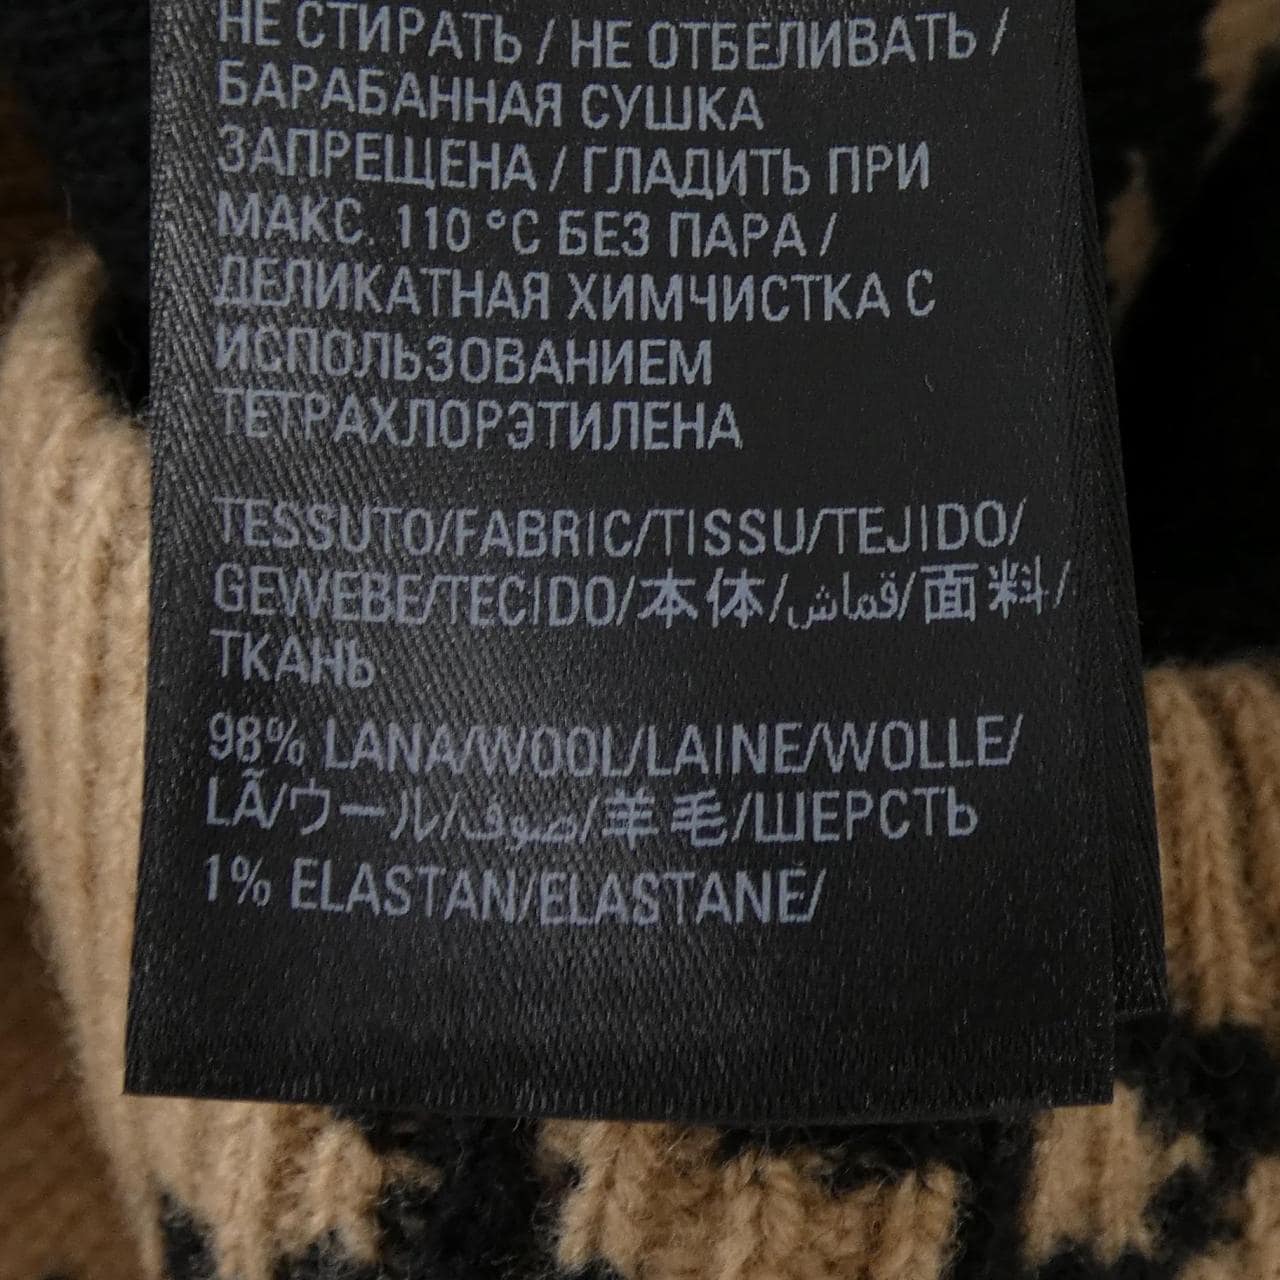 НЕ СТИРАТЬ / НЕ ОТБЕЛИВАТЬ /
БАРАБАННАЯ СУШКА
ЗАПРЕЩЕНА / ГЛАДИТЬ ПРИ
МАКС. 110 °C БЕЗ ПАРА /
ДЕЛИКАТНАЯ ХИМЧИСТКА С
ИСПОЛЬЗОВАНИЕМ
ТЕТРАХЛОРЭТИЛЕНА
TESSUTO/FABRIC/TISSU/TEJIDO/
GEWEBE/TECIDO/本体/قماش/面料/
ТКАНЬ
98% LANA/WOOL/LAINE/WOLLE/
LÃ/ウール/صوف/羊毛/ШЕРСТЬ
1% ELASTAN/ELASTANE/